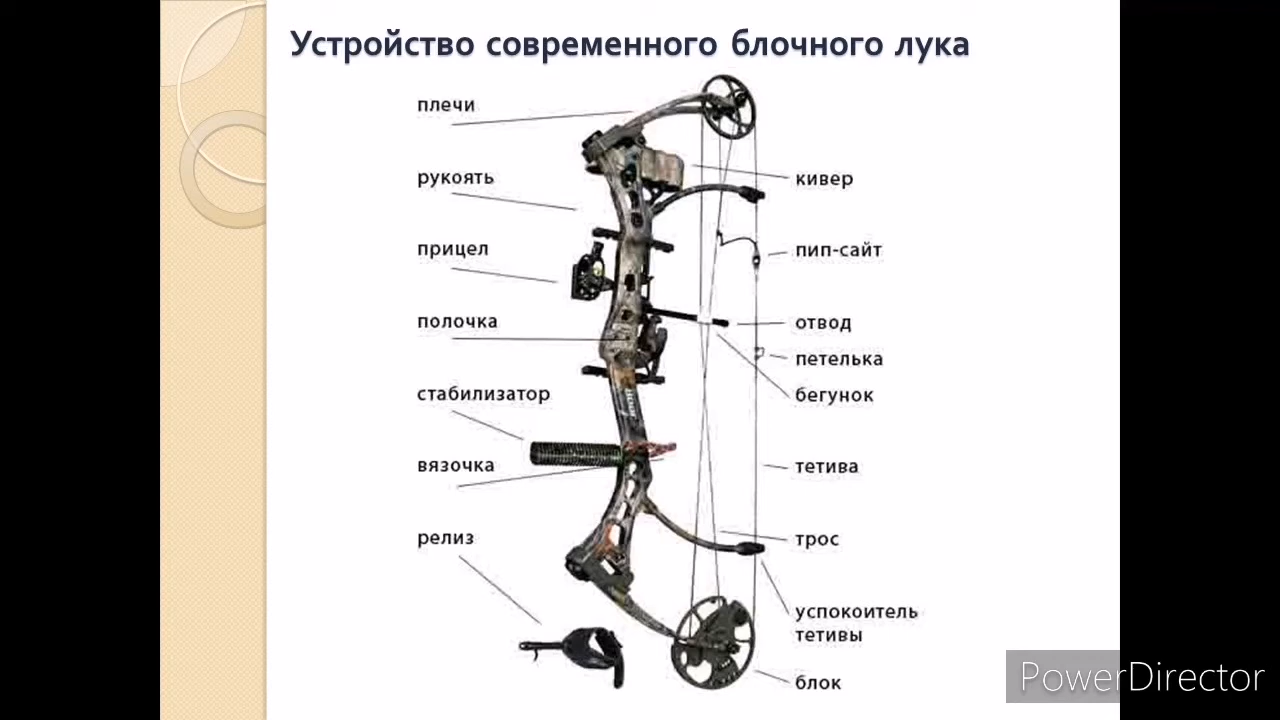 Устройство современного блочного лука
плечи
рукоять
прицел
полочка
стабилизатор
вязочка
релиз
кивер
пип-сайт
отвод
петелька
бегунок
тетива
трос
успокоитель
тетивы
блок
PowerDirector